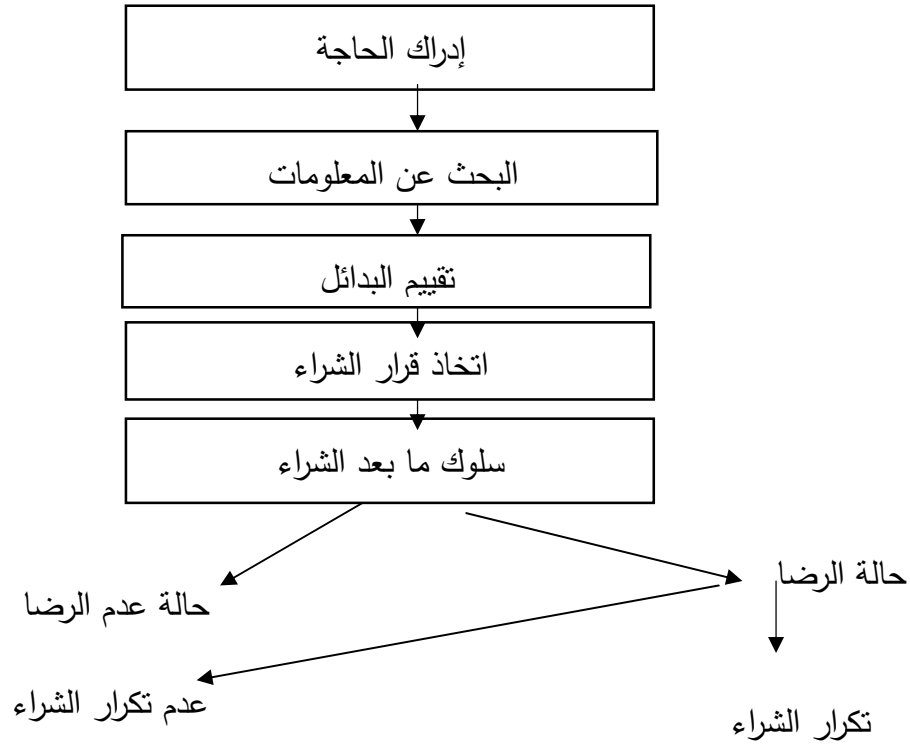 إدراك الحاجة
البحث عن المعلومات
تقييم البدائل
اتخاذ قرار الشراء
سلوك ما بعد الشراء
حالة الرضا
حالة عدم الرضا
عدم تكرار الشراء
تكرار الشراء